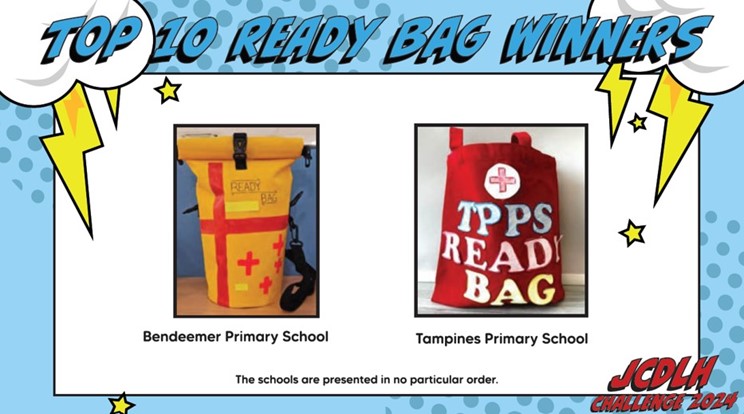 TOP 10 READY BAG WINNERS
READY
BAG
TPPS
READY
BAG
Bendeemer Primary School
Tampines Primary School
The schools are presented in no particular order.
JCDLH
CHALLENGE 2024